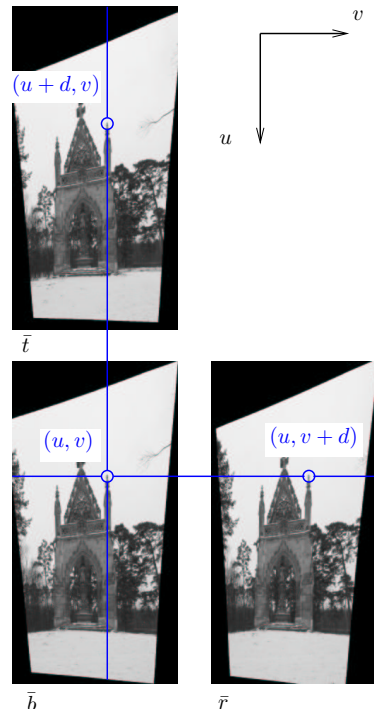 v
(u + d, v)
u
t̄
(u, v)
(u, v + d)
b̄
r̄